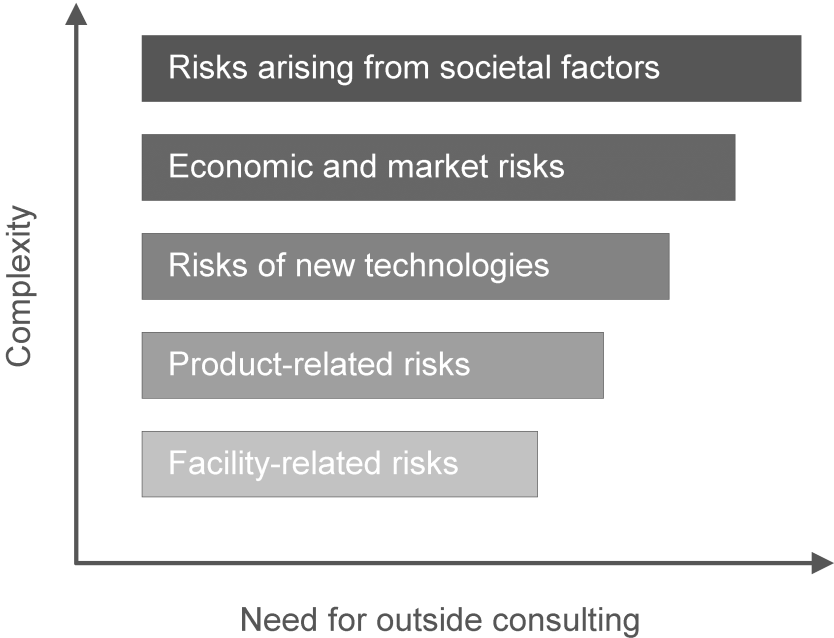 Complexity
Risks arising from societal factors
Economic and market risks
Risks of new technologies
Product-related risks
Facility-related risks
Need for outside consulting